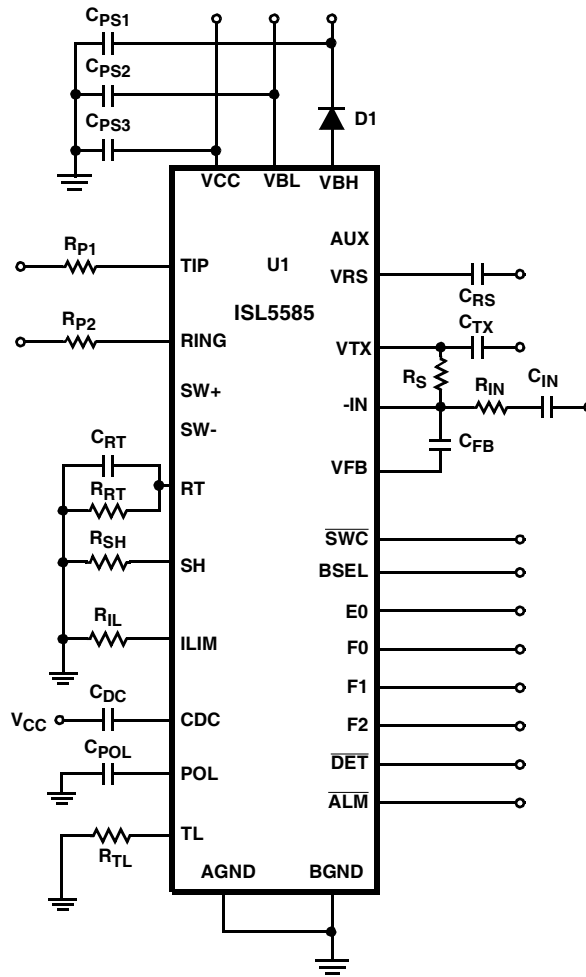 CPS1
CPS2
CPS3
D1
VCC VBL VBH
AUX
RP1
TIP
U1
VRS
CRS
ISL5585
RP2
RING
CTX
VTX
RS
RIN
CIN
SW+
-IN
SW-
CFB
CRT
VFB
RT
RRT
RSH
SH
SWC
BSEL
E0
RIL
ILIM
F0
F1
CDC
VCC
CDC
F2
CPOL
POL
DET
ALM
TL
RTL
AGND BGND